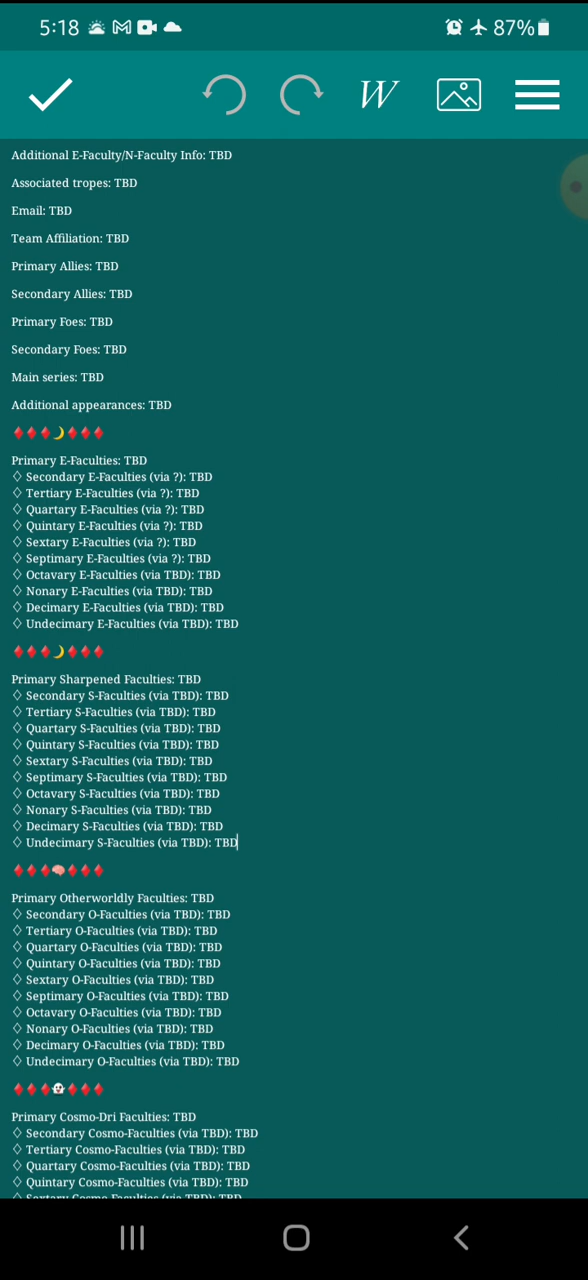 5:18
87%
W
Additional E-Faculty/N-Faculty Info: TBD
Associated tropes: TBD
Email: TBD
Team Affiliation: TBD
Primary Allies: TBD
Secondary Allies: TBD
Primary Foes: TBD
Secondary Foes: TBD
Main series: TBD
Additional appearances: TBD
♦️♦️♦️🌙♦️♦️♦️
Primary E-Faculties: TBD
♢ Secondary E-Faculties (via ?): TBD
♢ Tertiary E-Faculties (via ?): TBD
♢ Quartary E-Faculties (via ?): TBD
♢ Quintary E-Faculties (via ?): TBD
♢ Sextary E-Faculties (via ?): TBD
♢ Septimary E-Faculties (via ?): TBD
♢ Octavary E-Faculties (via TBD): TBD
♢ Nonary E-Faculties (via TBD): TBD
♢ Decimary E-Faculties (via TBD): TBD
♢ Undecimary E-Faculties (via TBD): TBD
♦️♦️♦️🌙♦️♦️♦️
Primary Sharpened Faculties: TBD
♢ Secondary S-Faculties (via TBD): TBD
♢ Tertiary S-Faculties (via TBD): TBD
♢ Quartary S-Faculties (via TBD): TBD
♢ Quintary S-Faculties (via TBD): TBD
♢ Sextary S-Faculties (via TBD): TBD
♢ Septimary S-Faculties (via TBD): TBD
♢ Octavary S-Faculties (via TBD): TBD
♢ Nonary S-Faculties (via TBD): TBD
♢ Decimary S-Faculties (via TBD): TBD
♢ Undecimary S-Faculties (via TBD): TBD
♦️♦️♦️🧠♦️♦️♦️
Primary Otherworldly Faculties: TBD
♢ Secondary O-Faculties (via TBD): TBD
♢ Tertiary O-Faculties (via TBD): TBD
♢ Quartary O-Faculties (via TBD): TBD
♢ Quintary O-Faculties (via TBD): TBD
♢ Sextary O-Faculties (via TBD): TBD
♢ Septimary O-Faculties (via TBD): TBD
♢ Octavary O-Faculties (via TBD): TBD
♢ Nonary O-Faculties (via TBD): TBD
♢ Decimary O-Faculties (via TBD): TBD
♢ Undecimary O-Faculties (via TBD): TBD
♦️♦️♦️👻♦️♦️♦️
Primary Cosmo-Dri Faculties: TBD
♢ Secondary Cosmo-Faculties (via TBD): TBD
♢ Tertiary Cosmo-Faculties (via TBD): TBD
♢ Quartary Cosmo-Faculties (via TBD): TBD
♢ Quintary Cosmo-Faculties (via TBD): TBD
♢ Sextary Cosmo-Faculties (via TBD): TBD